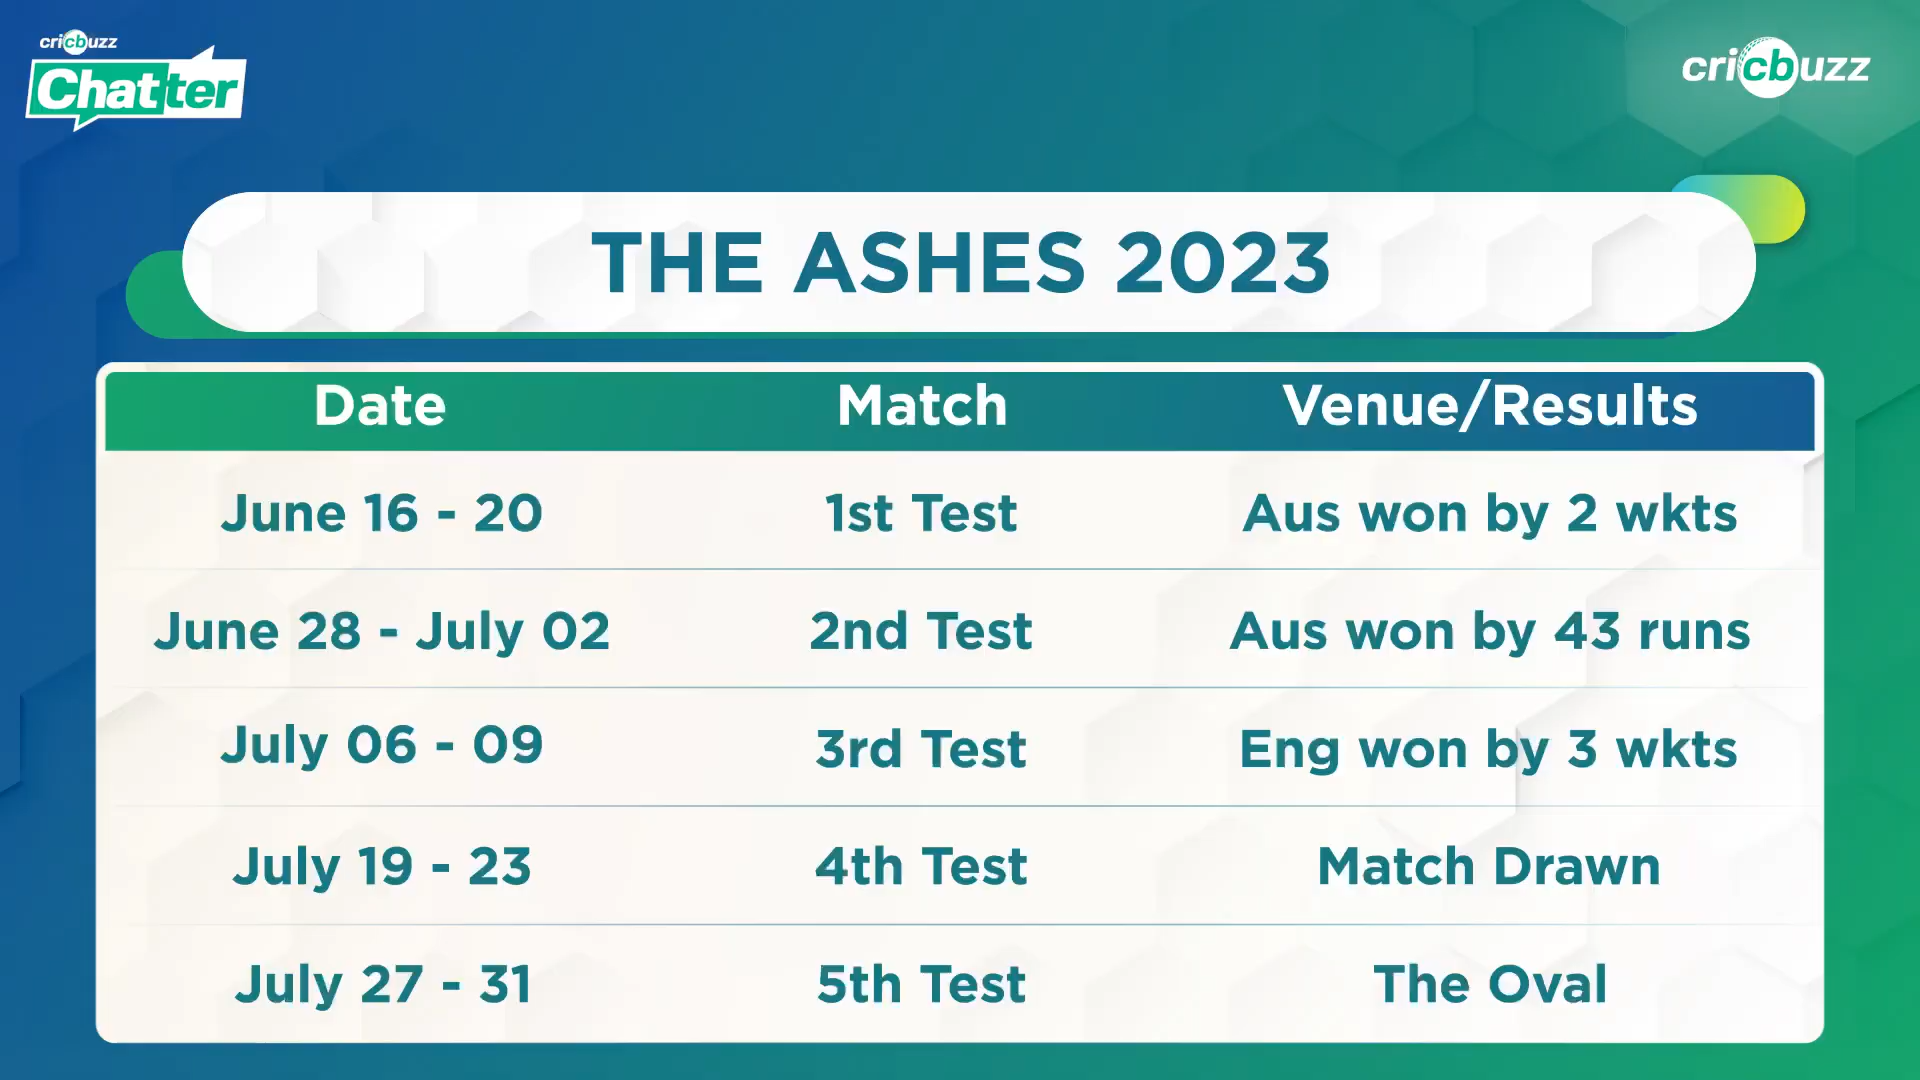 cricbuzz
Chatter
cricbuzz
THE ASHES 2023
Date Match Venue/Results
June 16 - 20 1st Test Aus won by 2 wkts
June 28 - July 02 2nd Test Aus won by 43 runs
July 06 - 09 3rd Test Eng won by 3 wkts
July 19 - 23 4th Test Match Drawn
July 27 - 31 5th Test The Oval